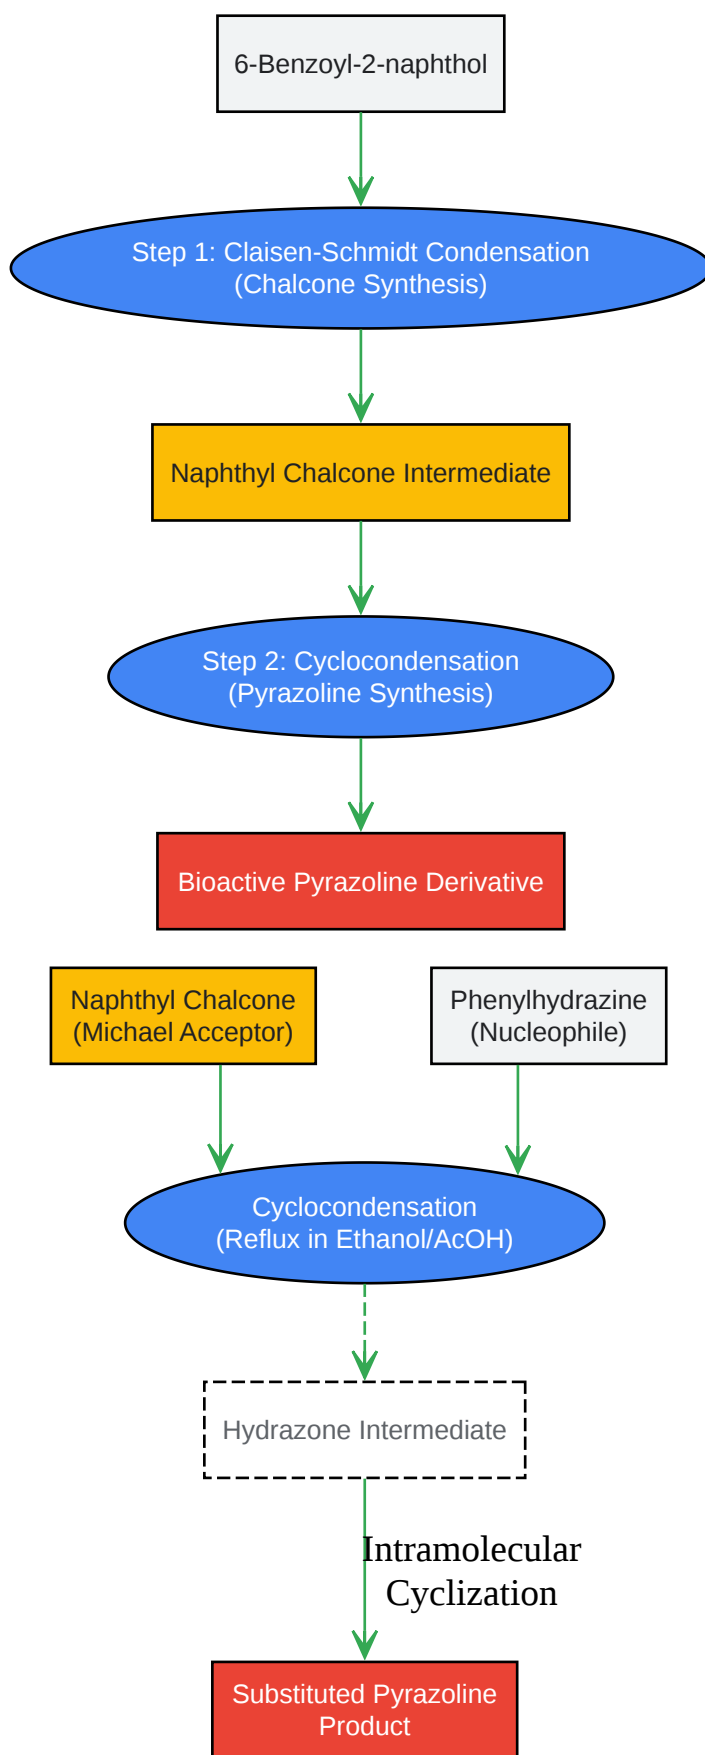 6-Benzoyl-2-naphthol
Step 1: Claisen-Schmidt Condensation
(Chalcone Synthesis)
Naphthyl Chalcone Intermediate
Step 2: Cyclocondensation
(Pyrazoline Synthesis)
Bioactive Pyrazoline Derivative
Naphthyl Chalcone
(Michael Acceptor)
Phenylhydrazine
(Nucleophile)
Cyclocondensation
(Reflux in Ethanol/AcOH)
Hydrazone Intermediate
Intramolecular
Cyclization
Substituted Pyrazoline
Product